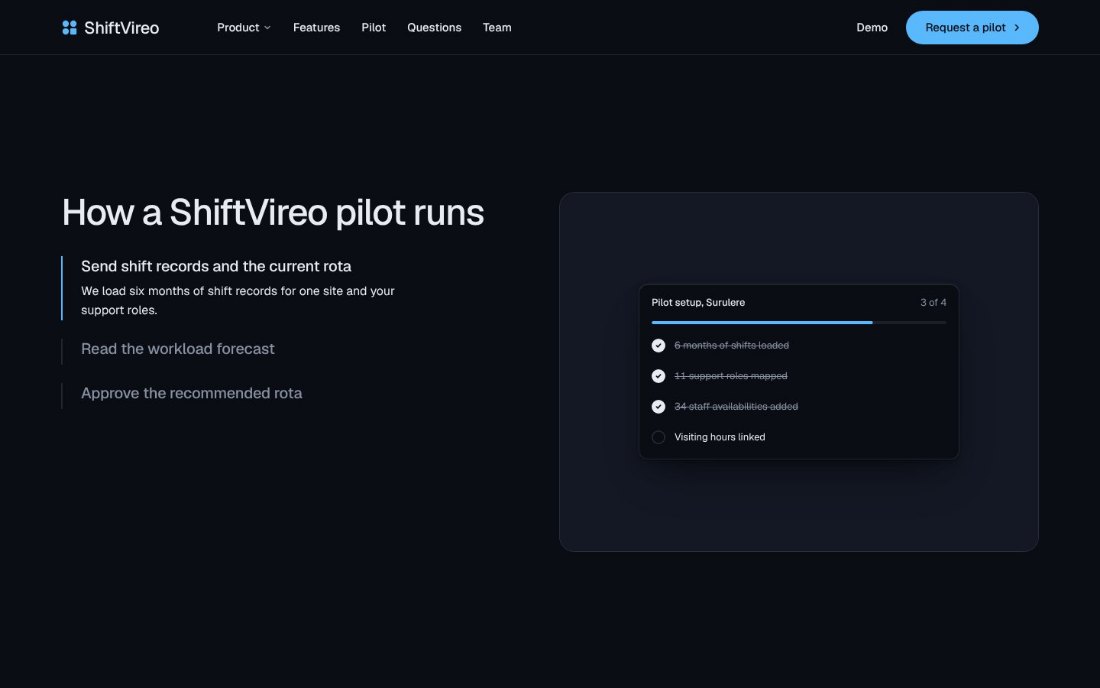 ShiftVireo
Product
Features
Pilot
Questions
Team
Demo
Request a pilot
How a ShiftVireo pilot runs
Send shift records and the current rota
We load six months of shift records for one site and your
support roles.
Read the workload forecast
Approve the recommended rota
Pilot setup, Surulere
3 of 4
6 months of shifts loaded
11 support roles mapped
34 staff availabilities added
Visiting hours linked